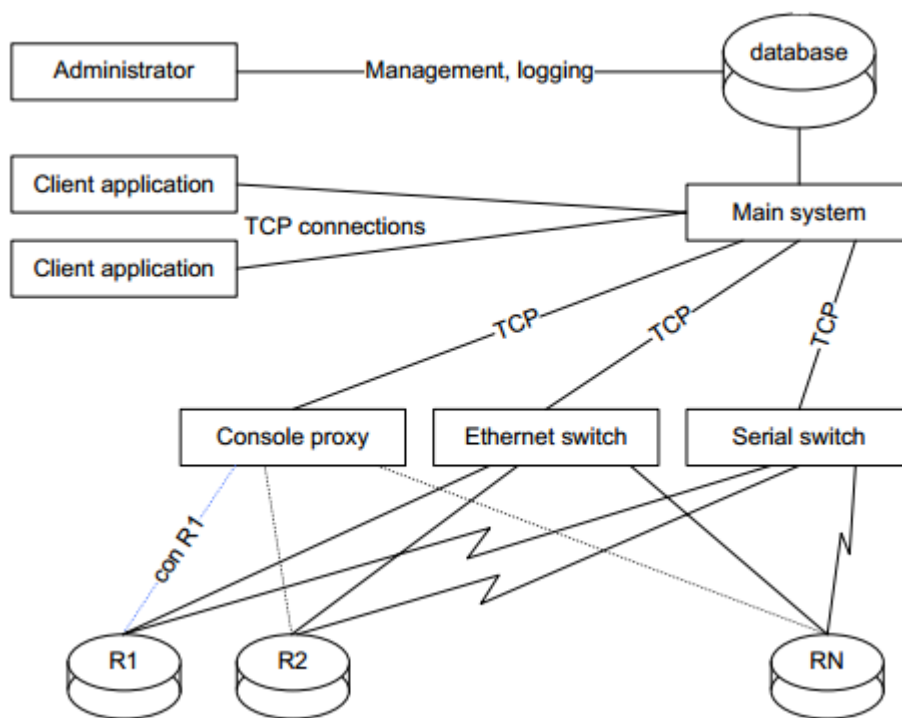 Administrator
Management, logging
database
Client application
TCP connections
Client application
Main system
TCP
TCP
TCP
Console proxy
Ethernet switch
Serial switch
con R1
R1
R2
RN